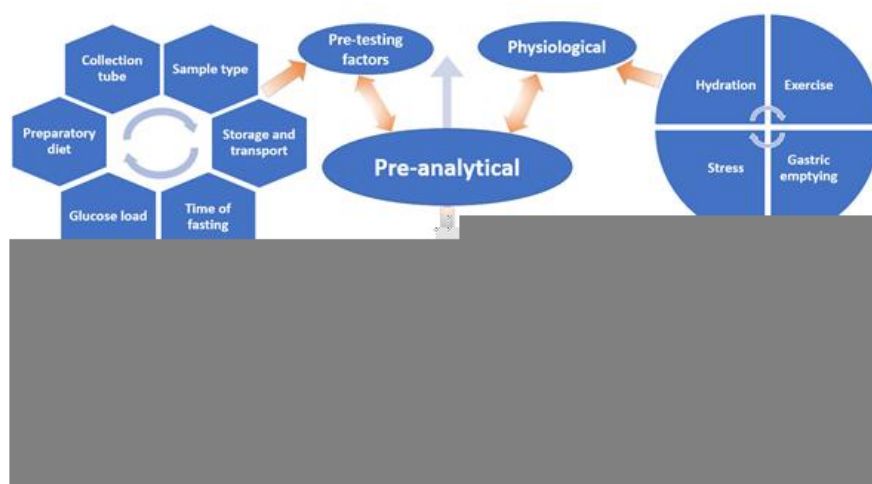 Collection
tube
Sample type
Preparatory
diet
Storage and
transport
Glucose load
Time of
fasting
Pre-testing
factors
Physiological
Pre-analytical
Hydration
Exercise
Stress
Gastric
emptying